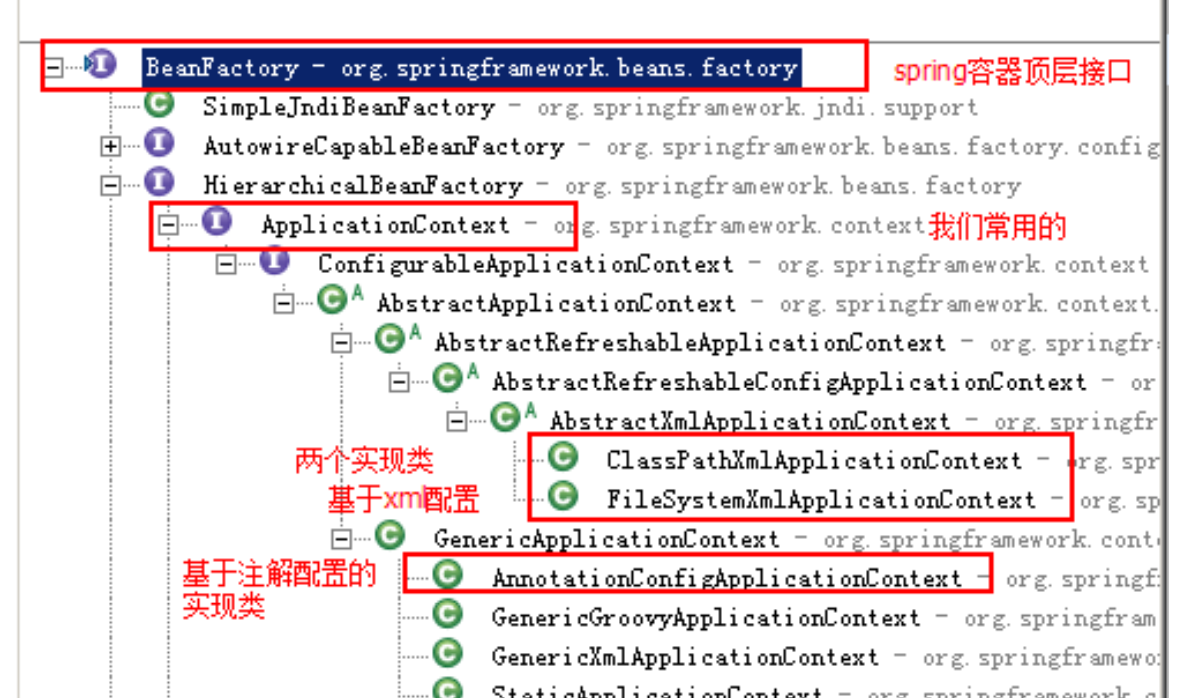 BeanFactory - org.springframework.beans.factory spring容器顶层接口
SimpleJndiBeanFactory - org.springframework.jndi.support
AutowireCapableBeanFactory - org.springframework.beans.factory.config
HierarchicalBeanFactory - org.springframework.beans.factory
ApplicationContext - org.springframework.context 我们常用的
ConfigurableApplicationContext - org.springframework.context
A AbstractApplicationContext - org.springframework.context.
A AbstractRefreshableApplicationContext - org.springfr
A AbstractRefreshableConfigApplicationContext - or
A AbstractXmlApplicationContext - org.springfr
两个实现类 ClassPathXmlApplicationContext - org.spr
基于xml配置 FileSystemXmlApplicationContext - org.sp
GenericApplicationContext - org.springframework.cont
基于注解配置的 AnnotationConfigApplicationContext - org.springf
实现类 GenericGroovyApplicationContext - org.springfram
GenericXmlApplicationContext - org.springframewo
StaticApplicationContext - org.springframework.c